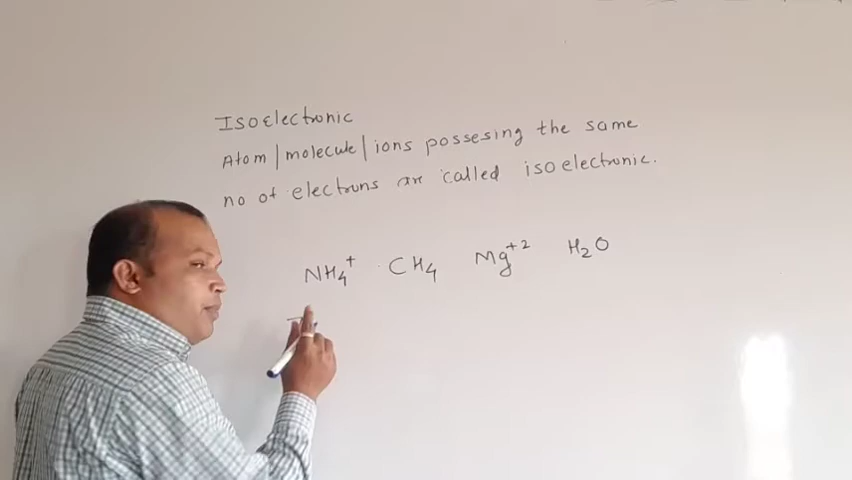 Isoelectronic
Atom/molecule/ions possesing the same
no of electrons are called isoelectronic.
NH₄⁺ CH₄ Mg⁺² H₂O